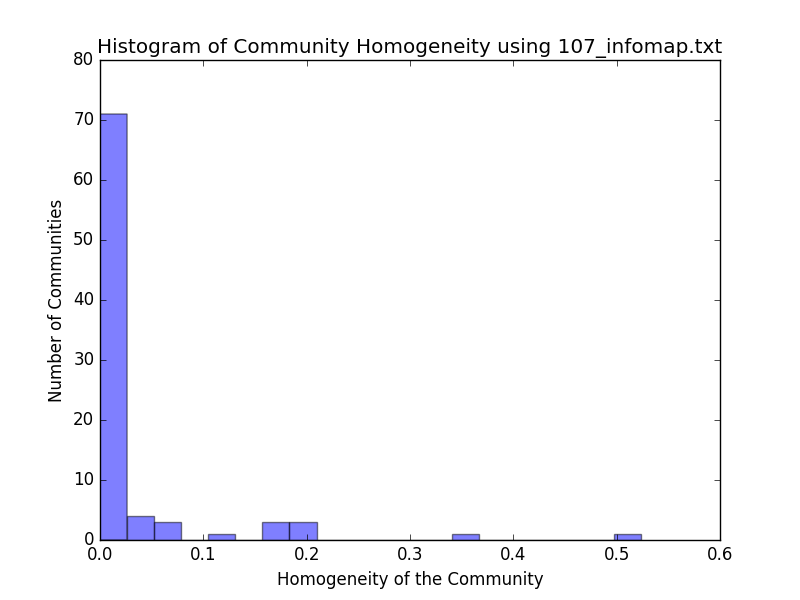 Histogram of Community Homogeneity using 107_infomap.txt
80
70
60
50
40
30
20
10
0
Number of Communities
0.0 0.1 0.2 0.3 0.4 0.5 0.6
Homogeneity of the Community